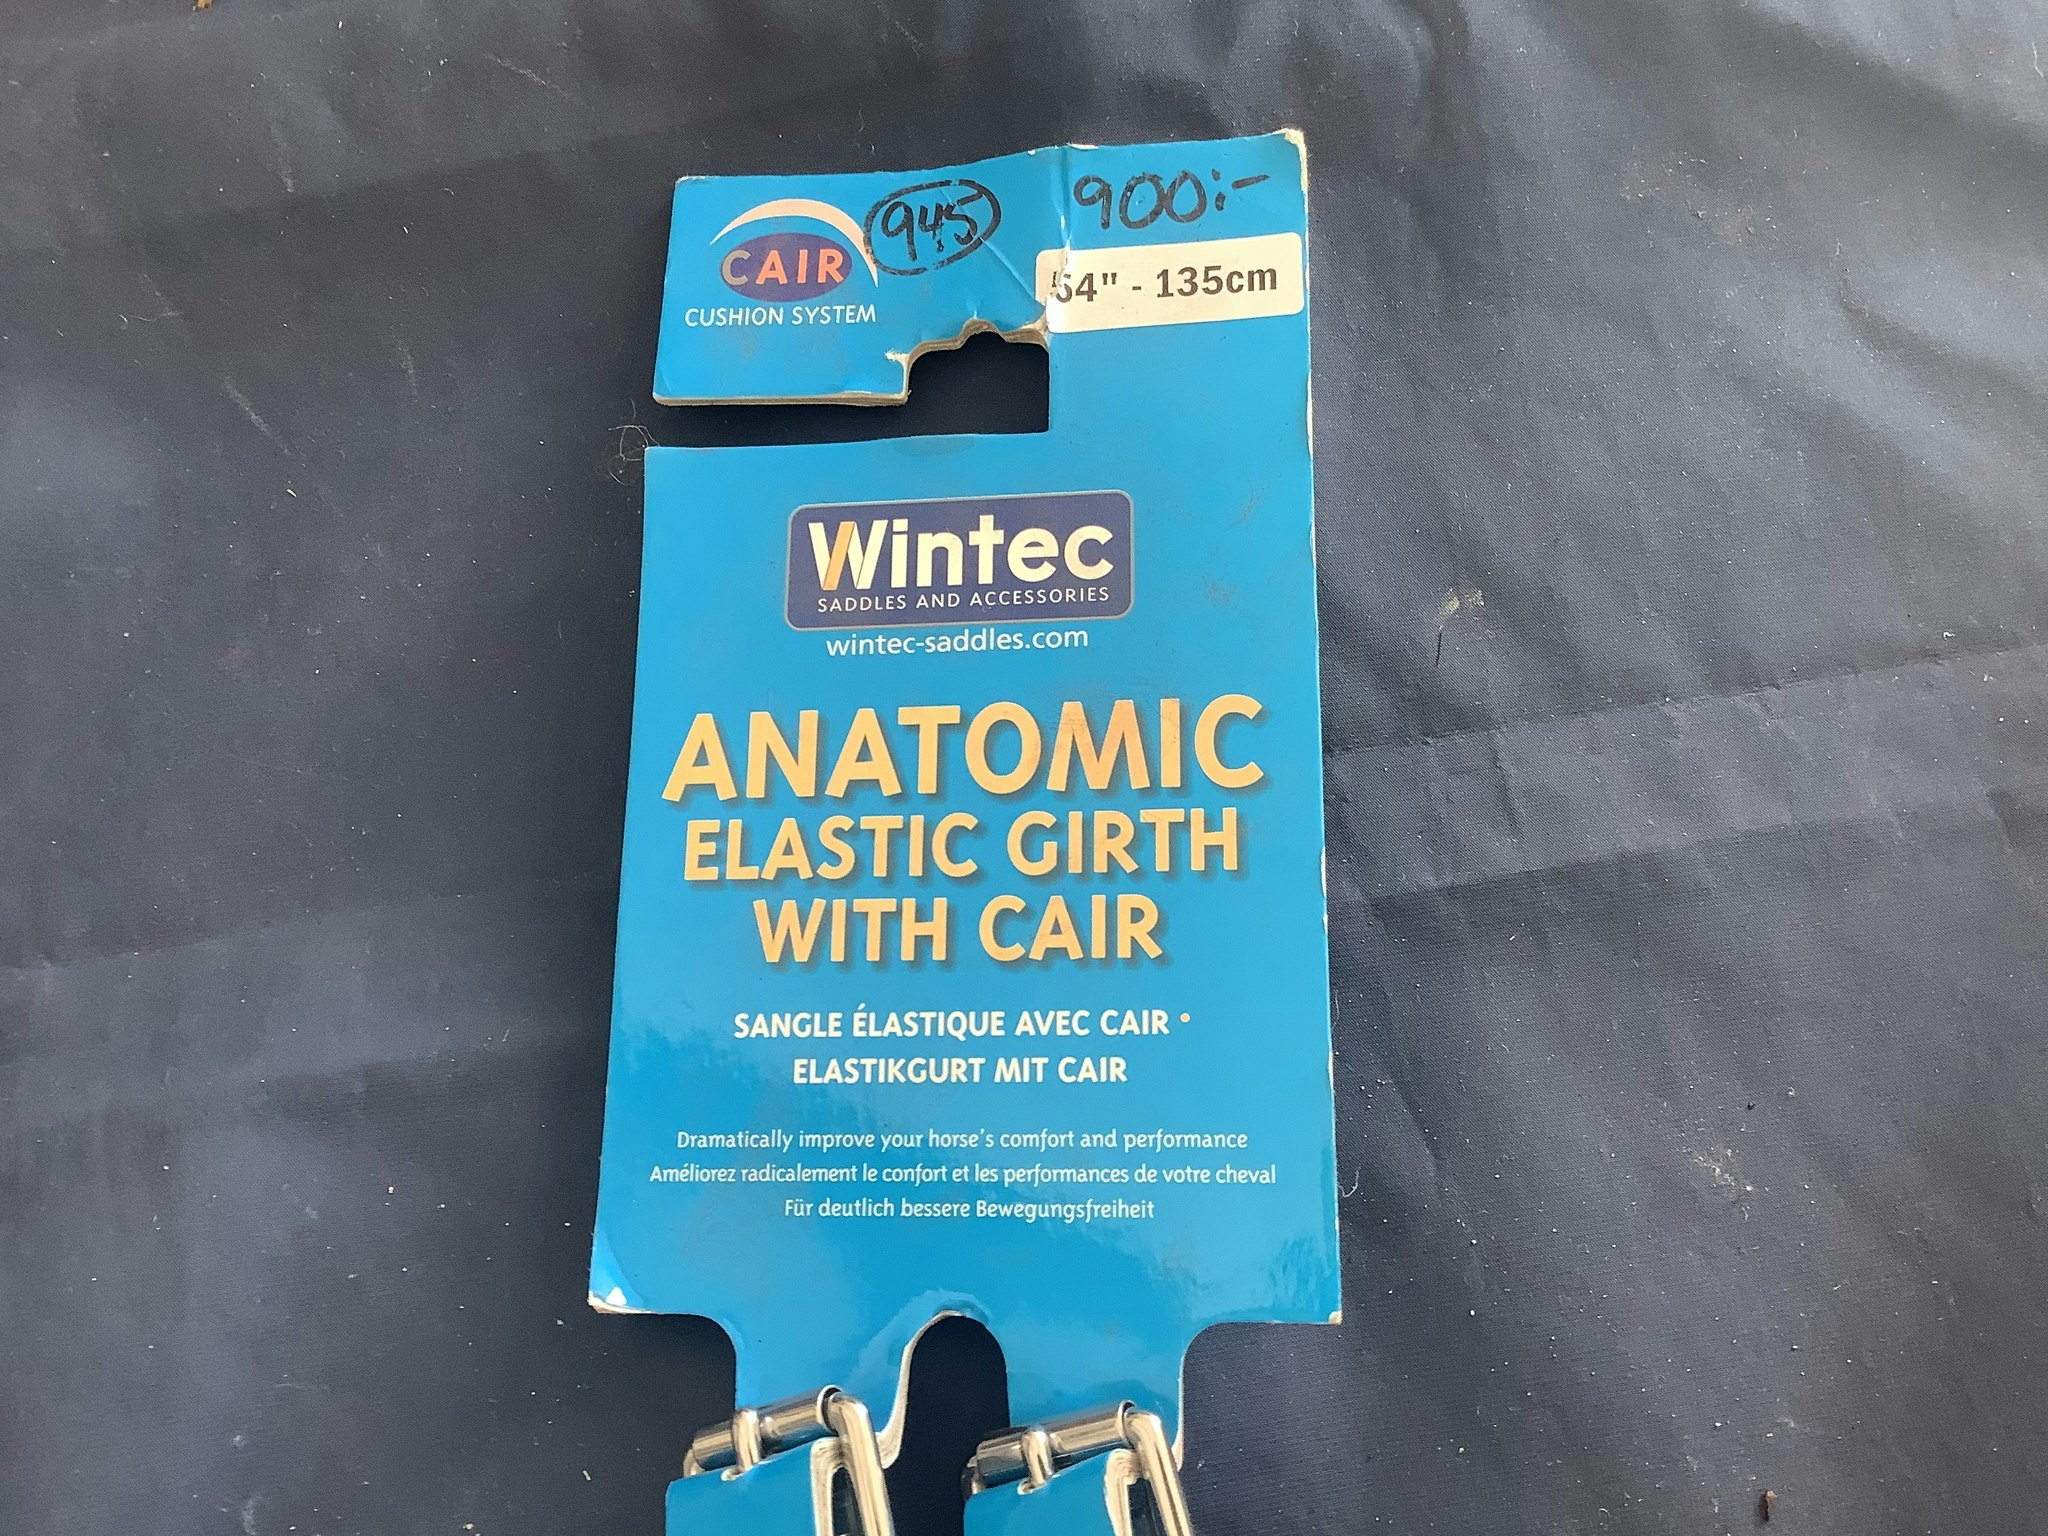 945
900:-
CAIR
CUSHION SYSTEM
54" - 135cm
Wintec
SADDLES AND ACCESSORIES
wintec-saddles.com
ANATOMIC
ELASTIC GIRTH
WITH CAIR
SANGLE ÉLASTIQUE AVEC CAIR •
ELASTIKGURT MIT CAIR
Dramatically improve your horse's comfort and performance
Améliorez radicalement le confort et les performances de votre cheval
Für deutlich bessere Bewegungsfreiheit